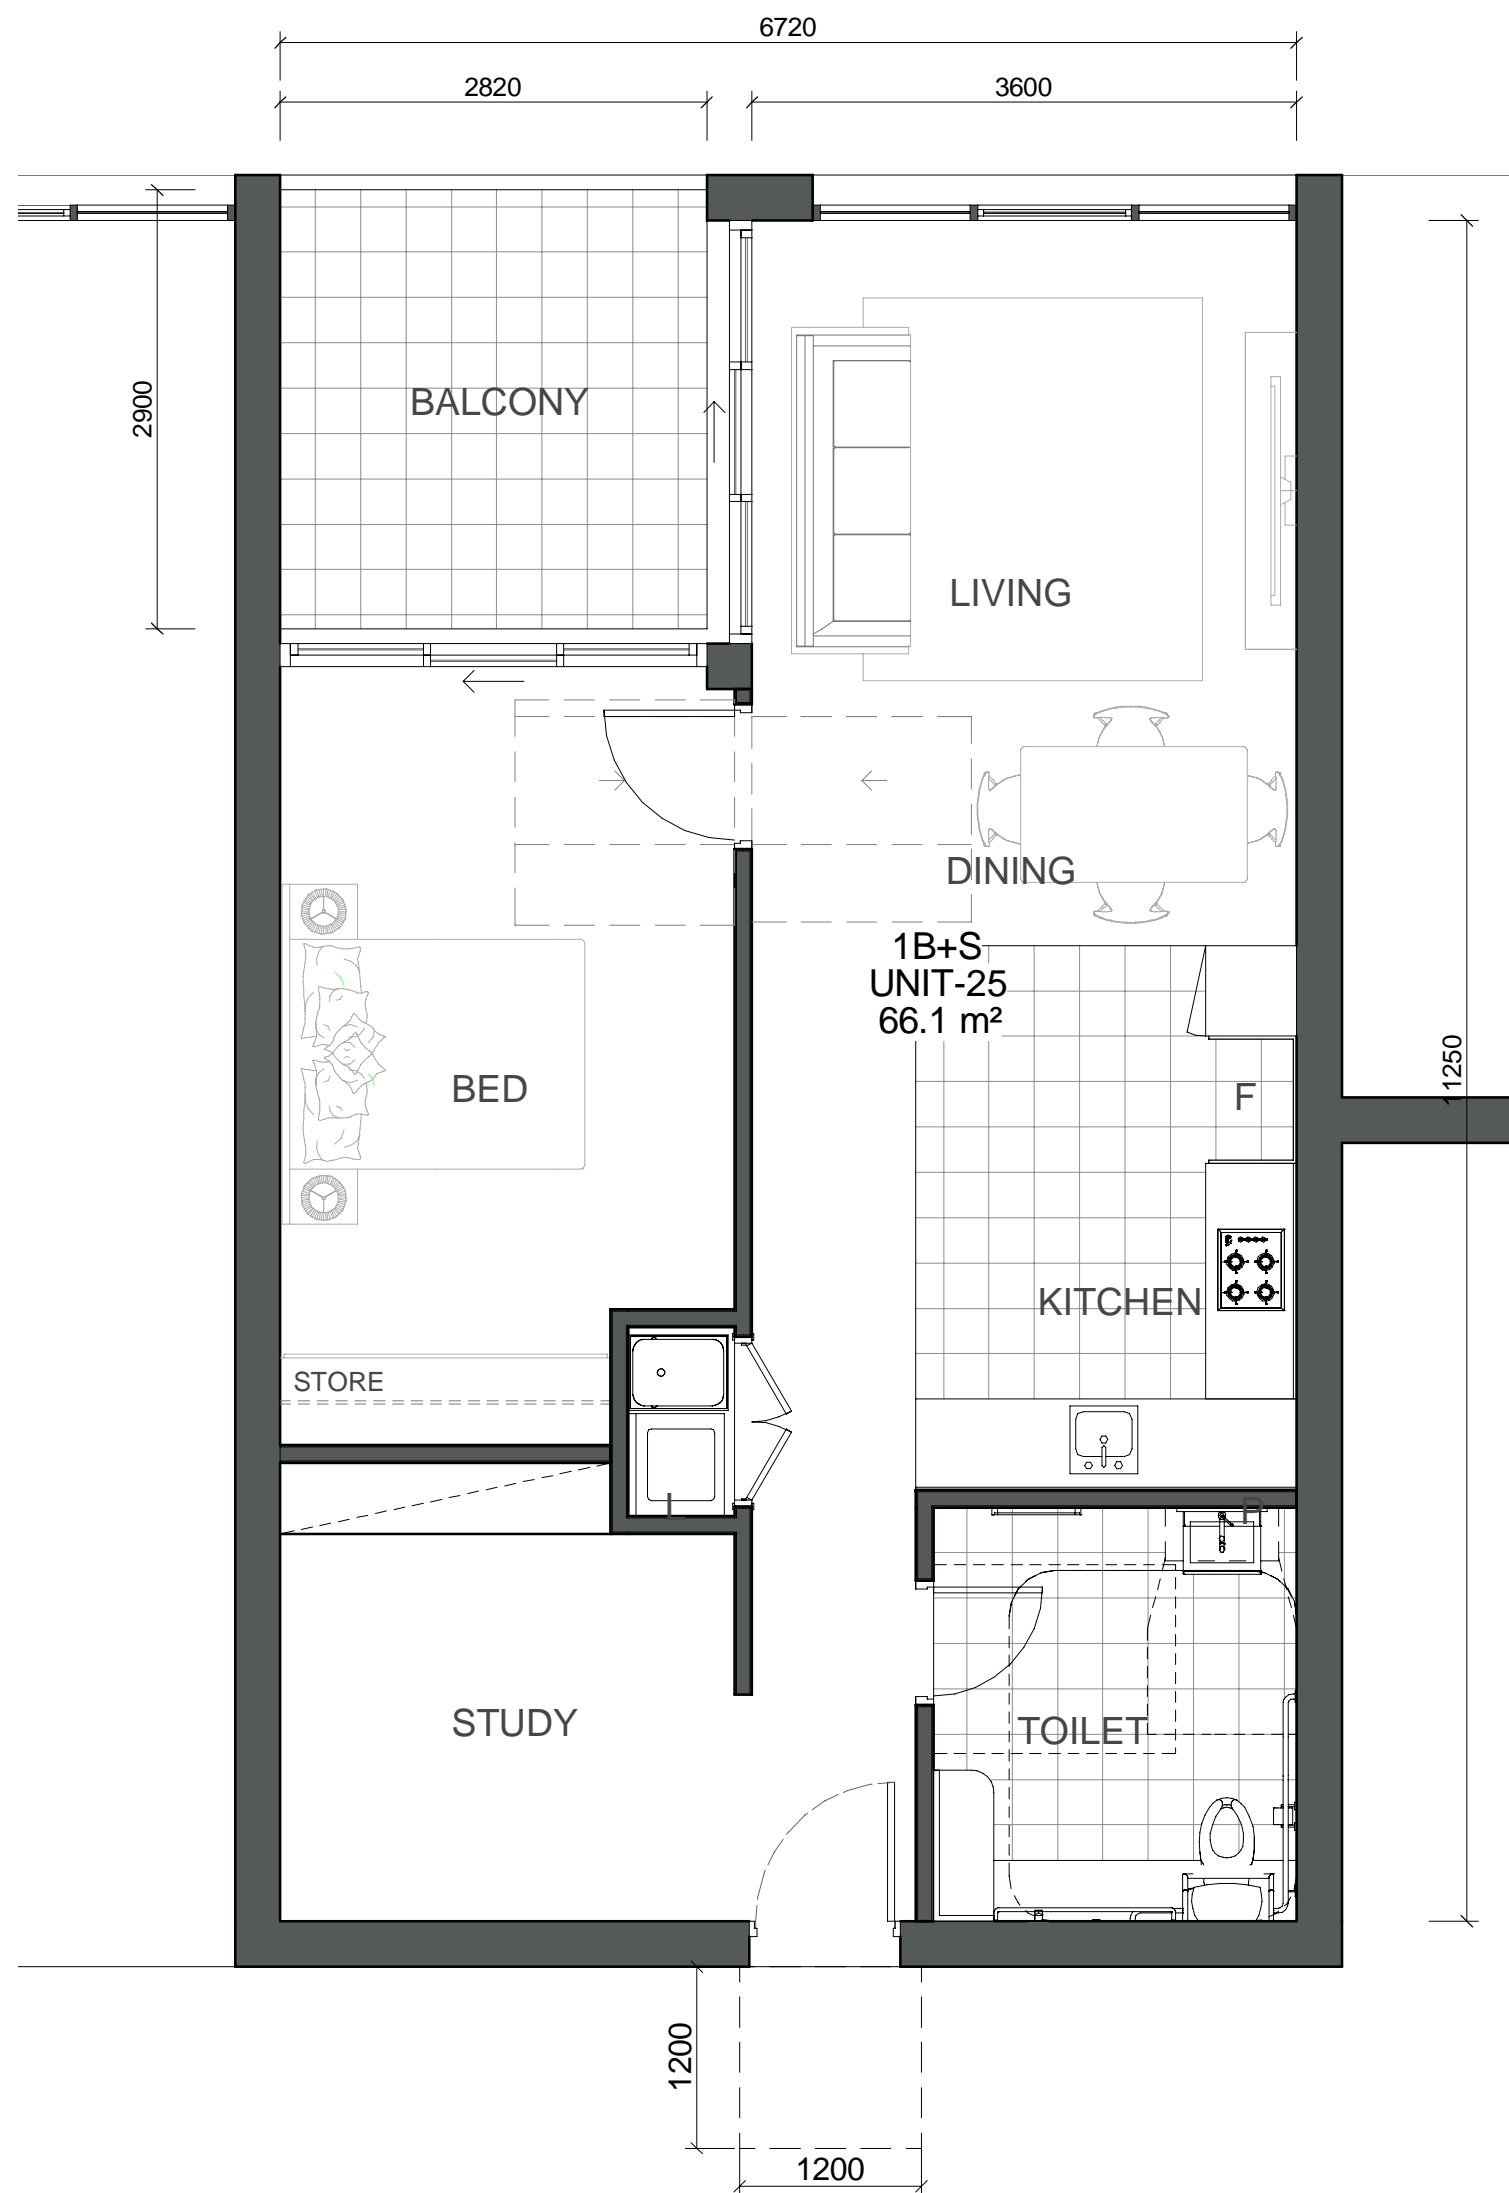 6720
2820
3600
2900
BALCONY
LIVING
DINING
1B+S
UNIT-25
66.1 m²
11250
BED
F
KITCHEN
STORE
L
P
STUDY
TOILET
1200
1200